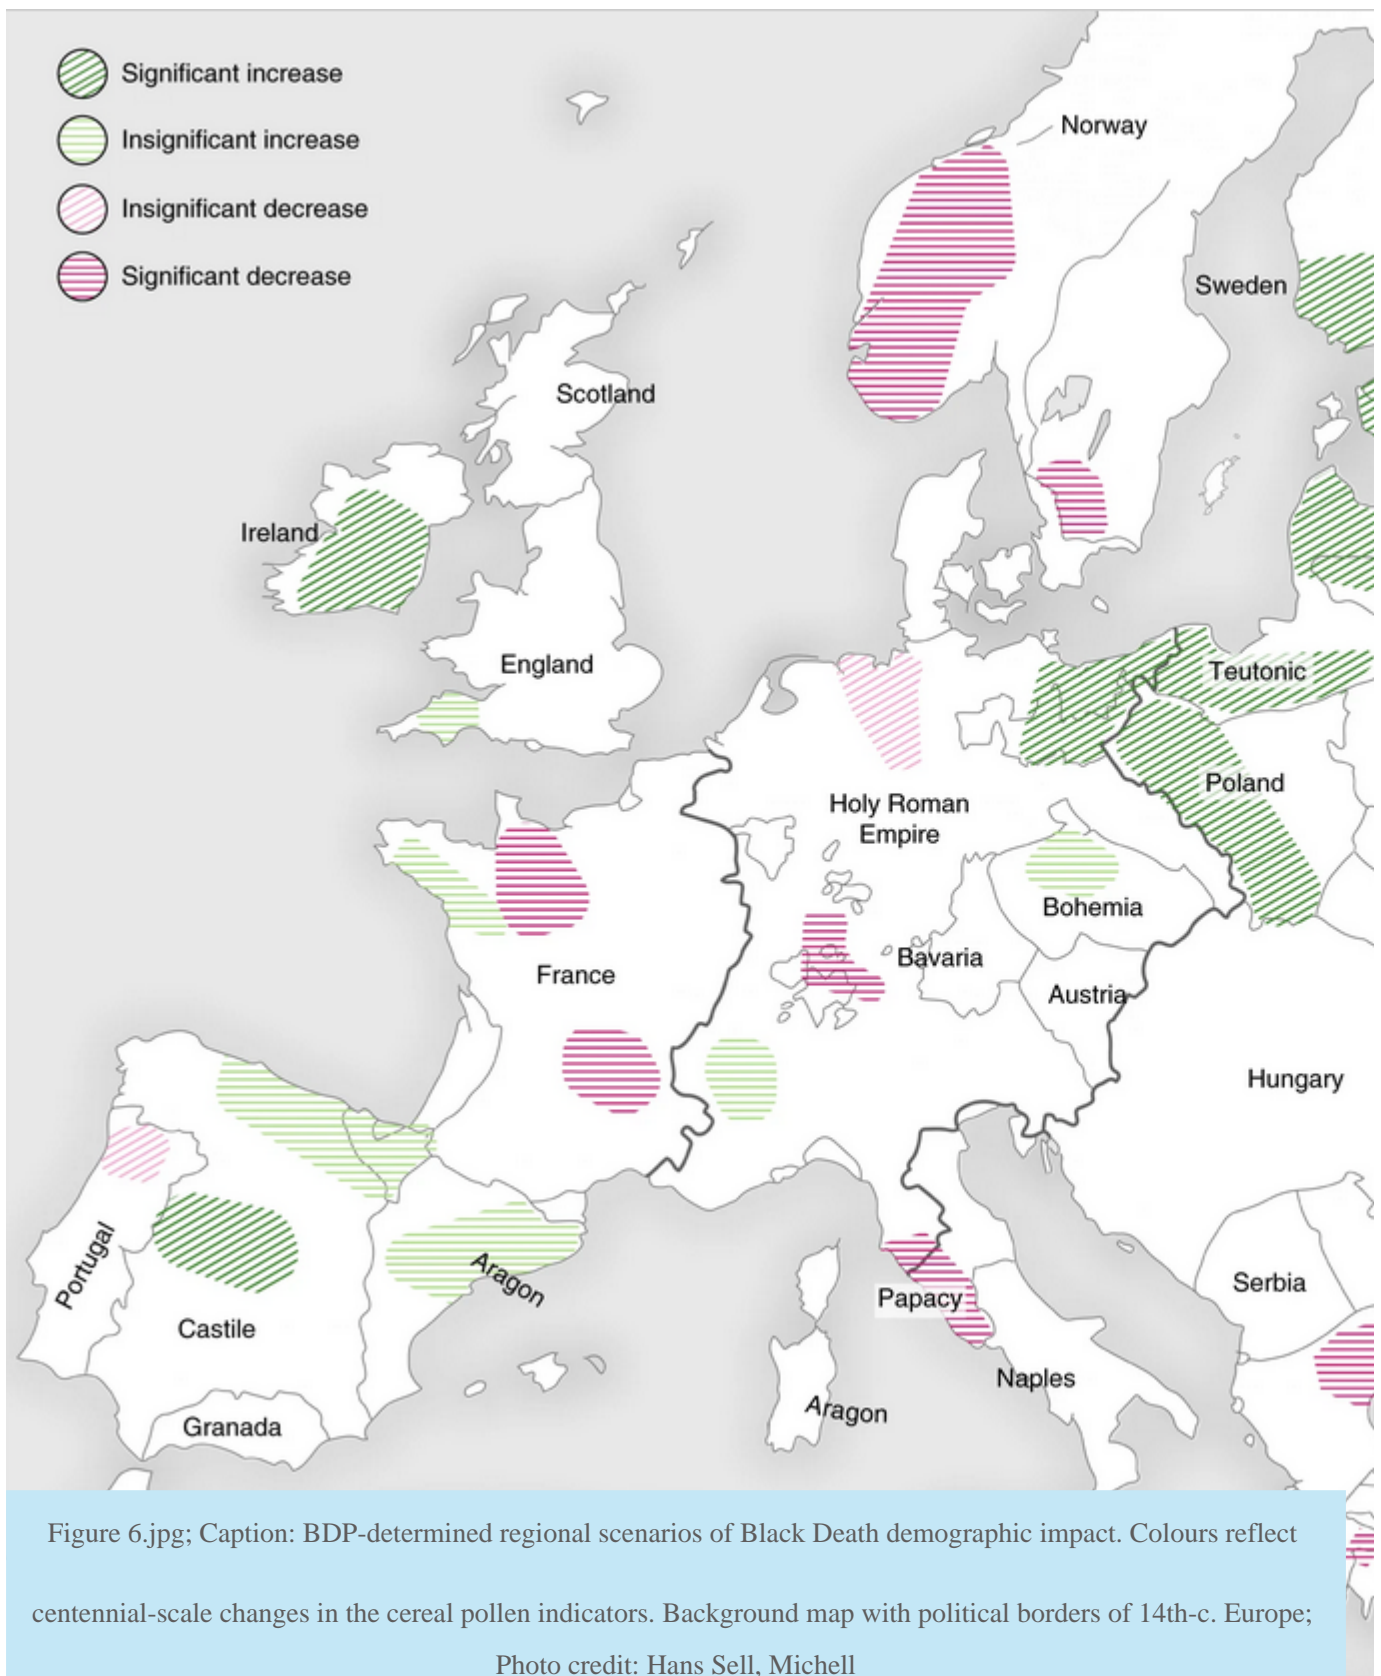 Significant increase
Insignificant increase
Insignificant decrease
Significant decrease
Norway
Sweden
Scotland
Ireland
England
Teutonic
Poland
Holy Roman
Empire
Bohemia
Bavaria
France
Austria
Hungary
Portugal
Aragon
Castile
Serbia
Papacy
Naples
Aragon
Granada
Figure 6.jpg; Caption: BDP-determined regional scenarios of Black Death demographic impact. Colours reflect
centennial-scale changes in the cereal pollen indicators. Background map with political borders of 14th-c. Europe;
Photo credit: Hans Sell, Michell